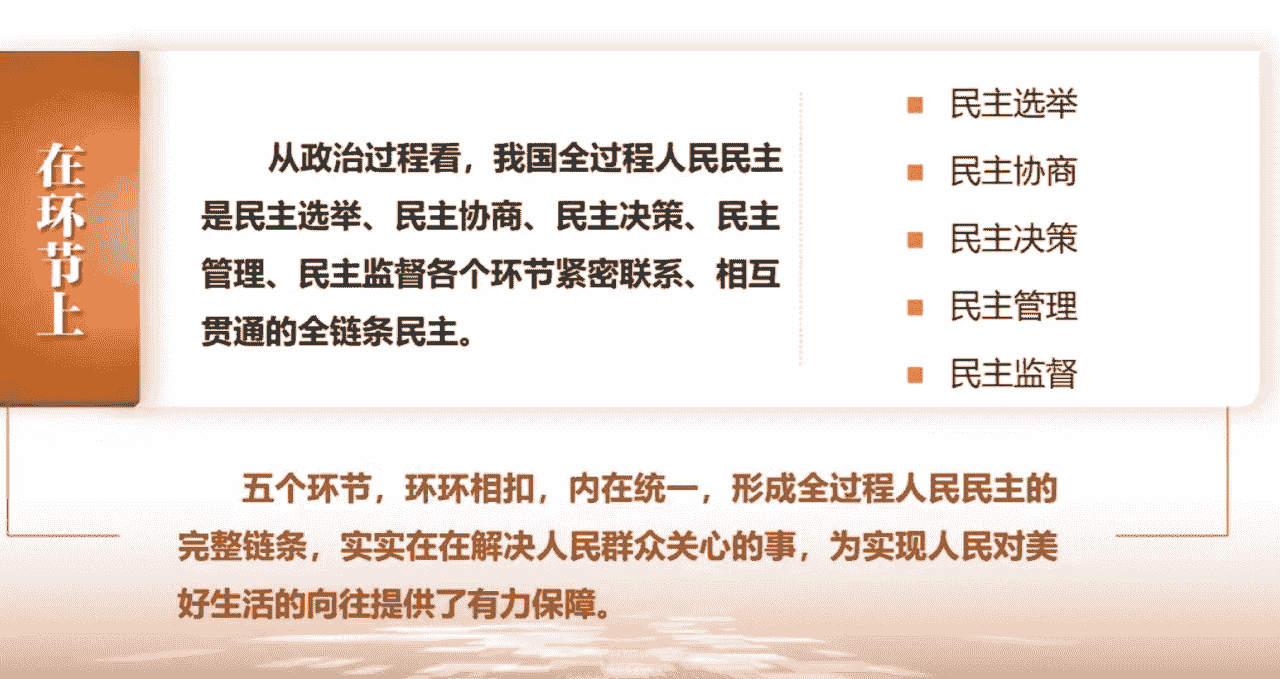 在环节上
从政治过程看，我国全过程人民民主
是民主选举、民主协商、民主决策、民主
管理、民主监督各个环节紧密联系、相互
贯通的全链条民主。
民主选举
民主协商
民主决策
民主管理
民主监督
五个环节，环环相扣，内在统一，形成全过程人民民主的
完整链条，实实在在解决人民群众关心的事，为实现人民对美
好生活的向往提供了有力保障。